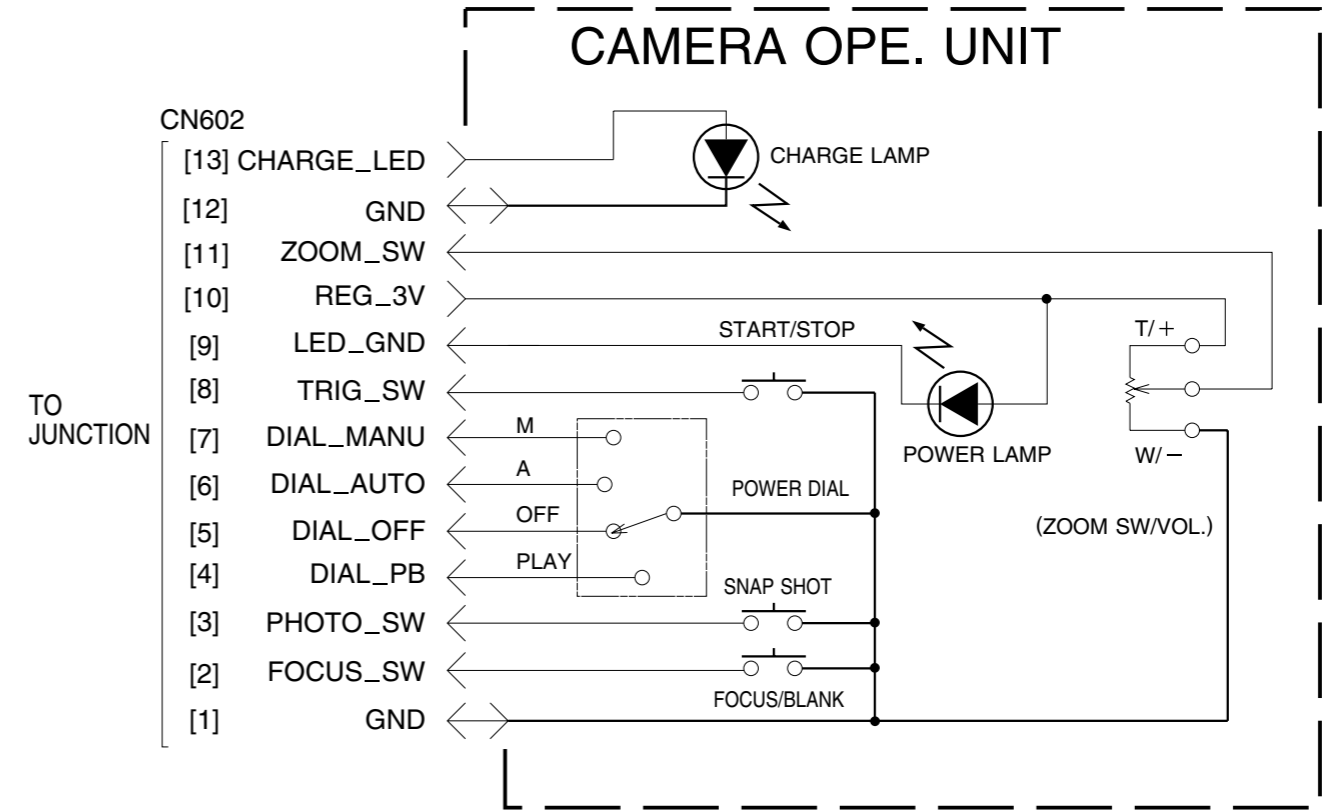 CAMERA OPE. UNIT
CN602
[13] CHARGE_LED
CHARGE LAMP
[12] GND
[11] ZOOM_SW
[10] REG_3V
START/STOP
T/+
[9] LED_GND
[8] TRIG_SW
TO
JUNCTION
[7] DIAL_MANU
M
POWER LAMP
W/−
[6] DIAL_AUTO
A
POWER DIAL
[5] DIAL_OFF
OFF
(ZOOM SW/VOL.)
[4] DIAL_PB
PLAY
SNAP SHOT
[3] PHOTO_SW
[2] FOCUS_SW
FOCUS/BLANK
[1] GND